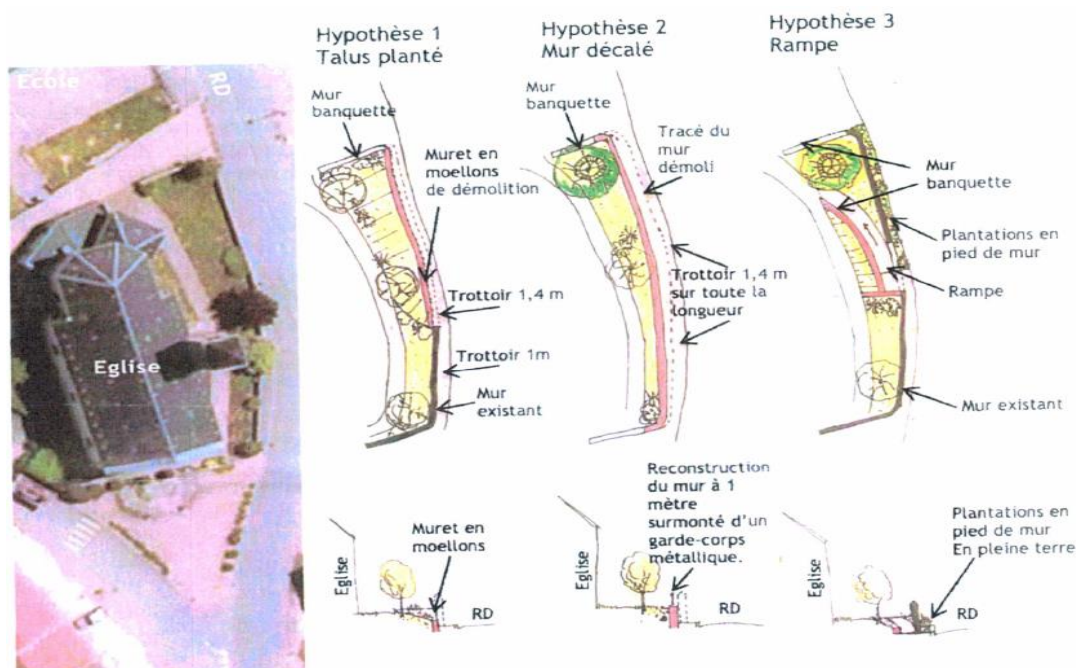 Ecole
RD
Eglise
Hypothèse 1
Talus planté
Mur
banquette
Muret en
moellons
de démolition
Trottoir 1,4 m
Trottoir 1m
Mur
existant
Hypothèse 2
Mur décalé
Mur
banquette
Tracé du
mur
démoli
Trottoir 1,4 m
sur toute la
longueur
Hypothèse 3
Rampe
Mur
banquette
Plantations en
pied de mur
Rampe
Mur existant
Eglise
Muret en
moellons
RD
Eglise
Reconstruction
du mur à 1
mètre
surmonté d'un
garde-corps
métallique.
RD
Eglise
Plantations en
pied de mur
En pleine terre
RD